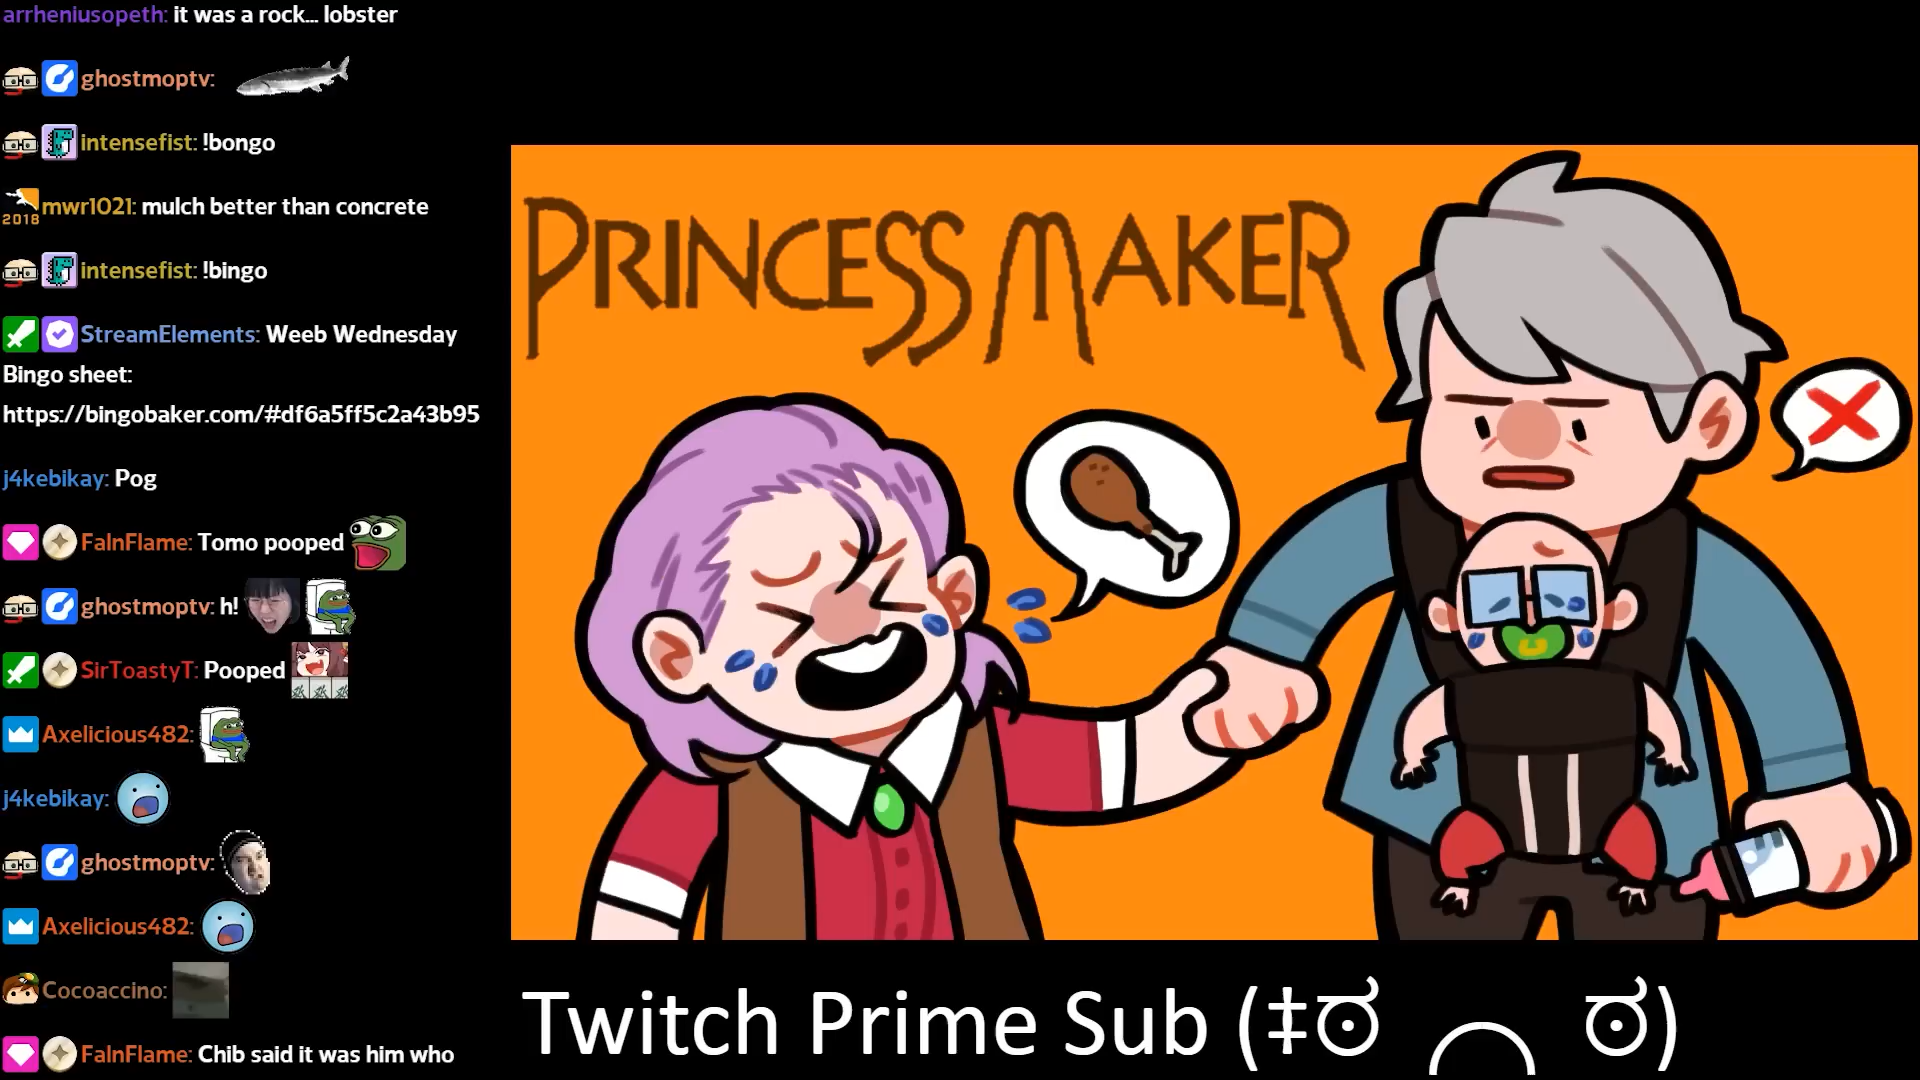 arrheniusopeth: it was a rock... lobster
ghostmoptv:
intensefist: !bongo
2018 mwr1021: mulch better than concrete
intensefist: !bingo
StreamElements: Weeb Wednesday
Bingo sheet:
https://bingobaker.com/#df6a5ff5c2a43b95
j4kebikay: Pog
FalnFlame: Tomo pooped
ghostmoptv: h!
SirToastyT: Pooped
Axelicious482:
j4kebikay:
ghostmoptv:
Axelicious482:
Cocoaccino:
FalnFlame: Chib said it was him who
PRINCESS MAKER
Twitch Prime Sub (‡ಠ ⁔ ಠ)